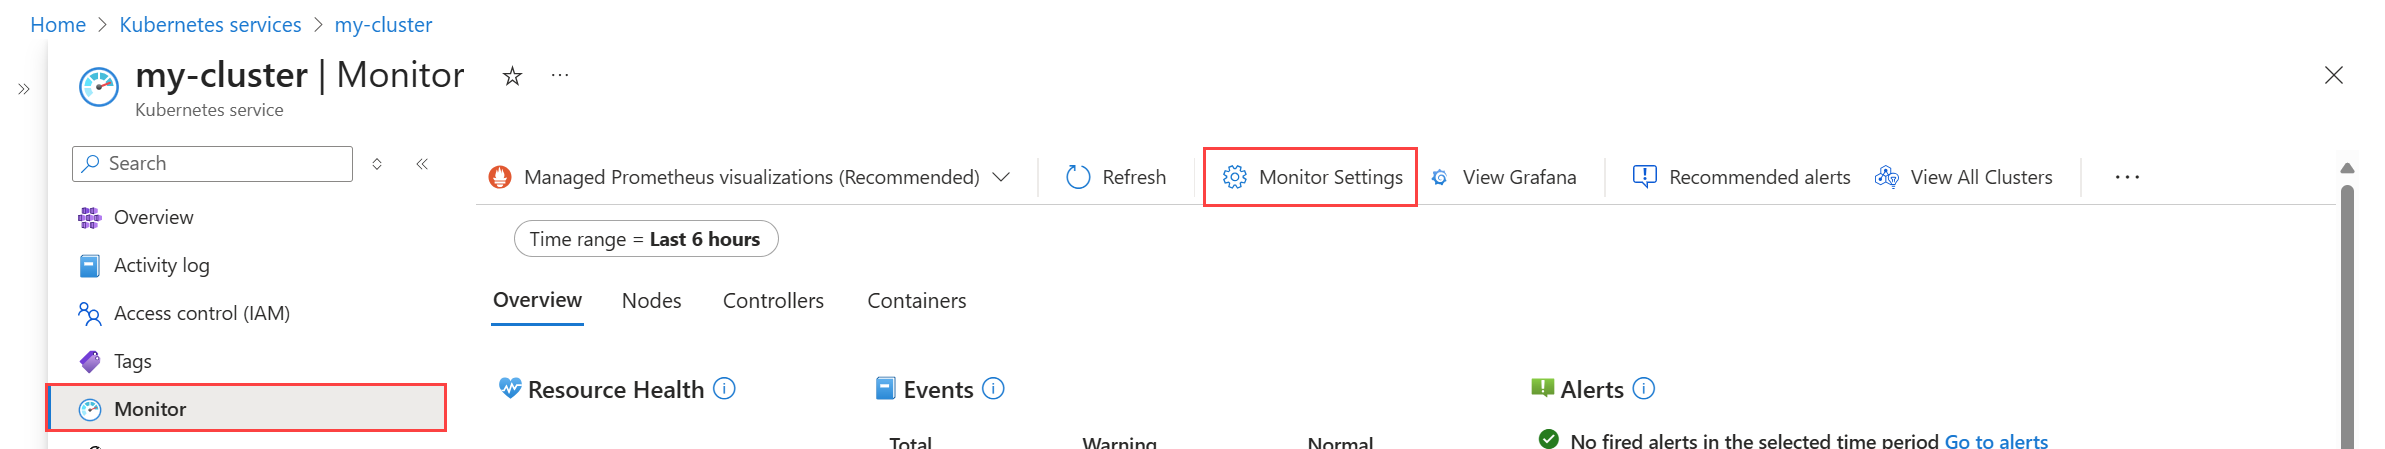 Home > Kubernetes services > my-cluster
my-cluster | Monitor
Kubernetes service
Search
Overview
Activity log
Access control (IAM)
Tags
Monitor
Managed Prometheus visualizations (Recommended)
Refresh
Monitor Settings
View Grafana
Recommended alerts
View All Clusters
Time range = Last 6 hours
Overview
Nodes
Controllers
Containers
Resource Health
Events
Total
Warning
Normal
Alerts
No fired alerts in the selected time period Go to alerts